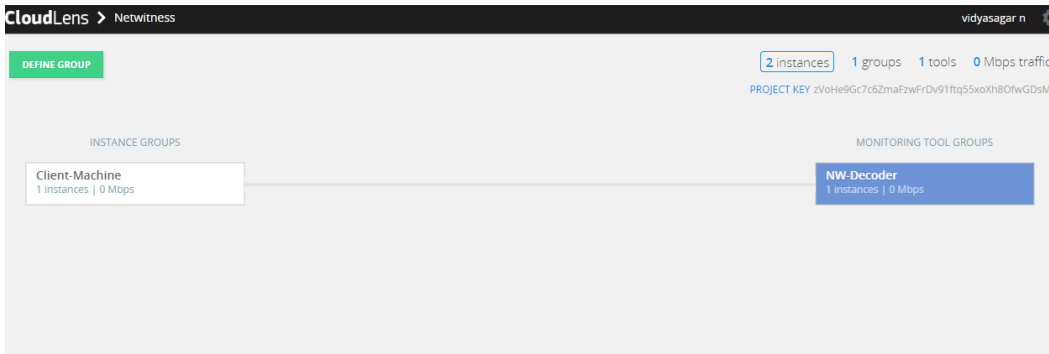 CloudLens > Netwitness vidyasagar n
DEFINE GROUP 2 instances 1 groups 1 tools 0 Mbps traffic
PROJECT KEY zVoHe9Gc7c6ZmaFzwFrDv91ftq55xoXh8OfwGDsM
INSTANCE GROUPS MONITORING TOOL GROUPS
Client-Machine NW-Decoder
1 instances | 0 Mbps 1 instances | 0 Mbps